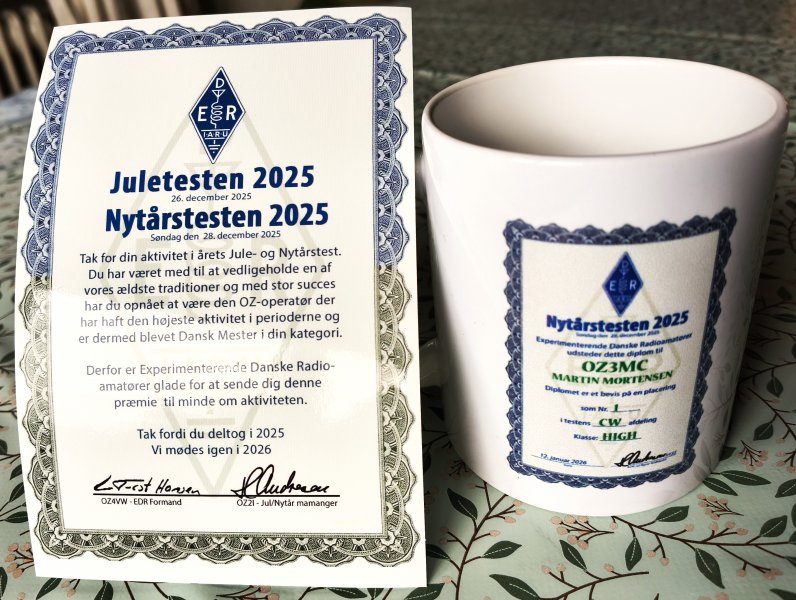 D
E R
I.A.R.U
Juletesten 2025
26. december 2025
Nytårstesten 2025
Søndag den 28. december 2025
Tak for din aktivitet i årets Jule- og Nytårstest.
Du har været med til at vedligeholde en af
vores ældste traditioner og med stor succes
har du opnået at være den OZ-operatør der
har haft den højeste aktivitet i perioderne og
er dermed blevet Dansk Mester i din kategori.
Derfor er Experimenterende Danske Radio-
amatører glade for at sende dig denne
præmie til minde om aktiviteten.
Tak fordi du deltog i 2025
Vi mødes igen i 2026
OZ4VW - EDR Formand
OZ2I - Jul/Nytår mamanger
D
E R
Nytårstesten 2025
Søndag den 28. december 2025
Experimenterende Danske Radioamatører
udsteder dette diplom til
OZ3MC
MARTIN MORTENSEN
Diplomet er et bevis på en placering
som Nr. 1
i testens CW afdeling
Klasse: HIGH
12. januar 2026